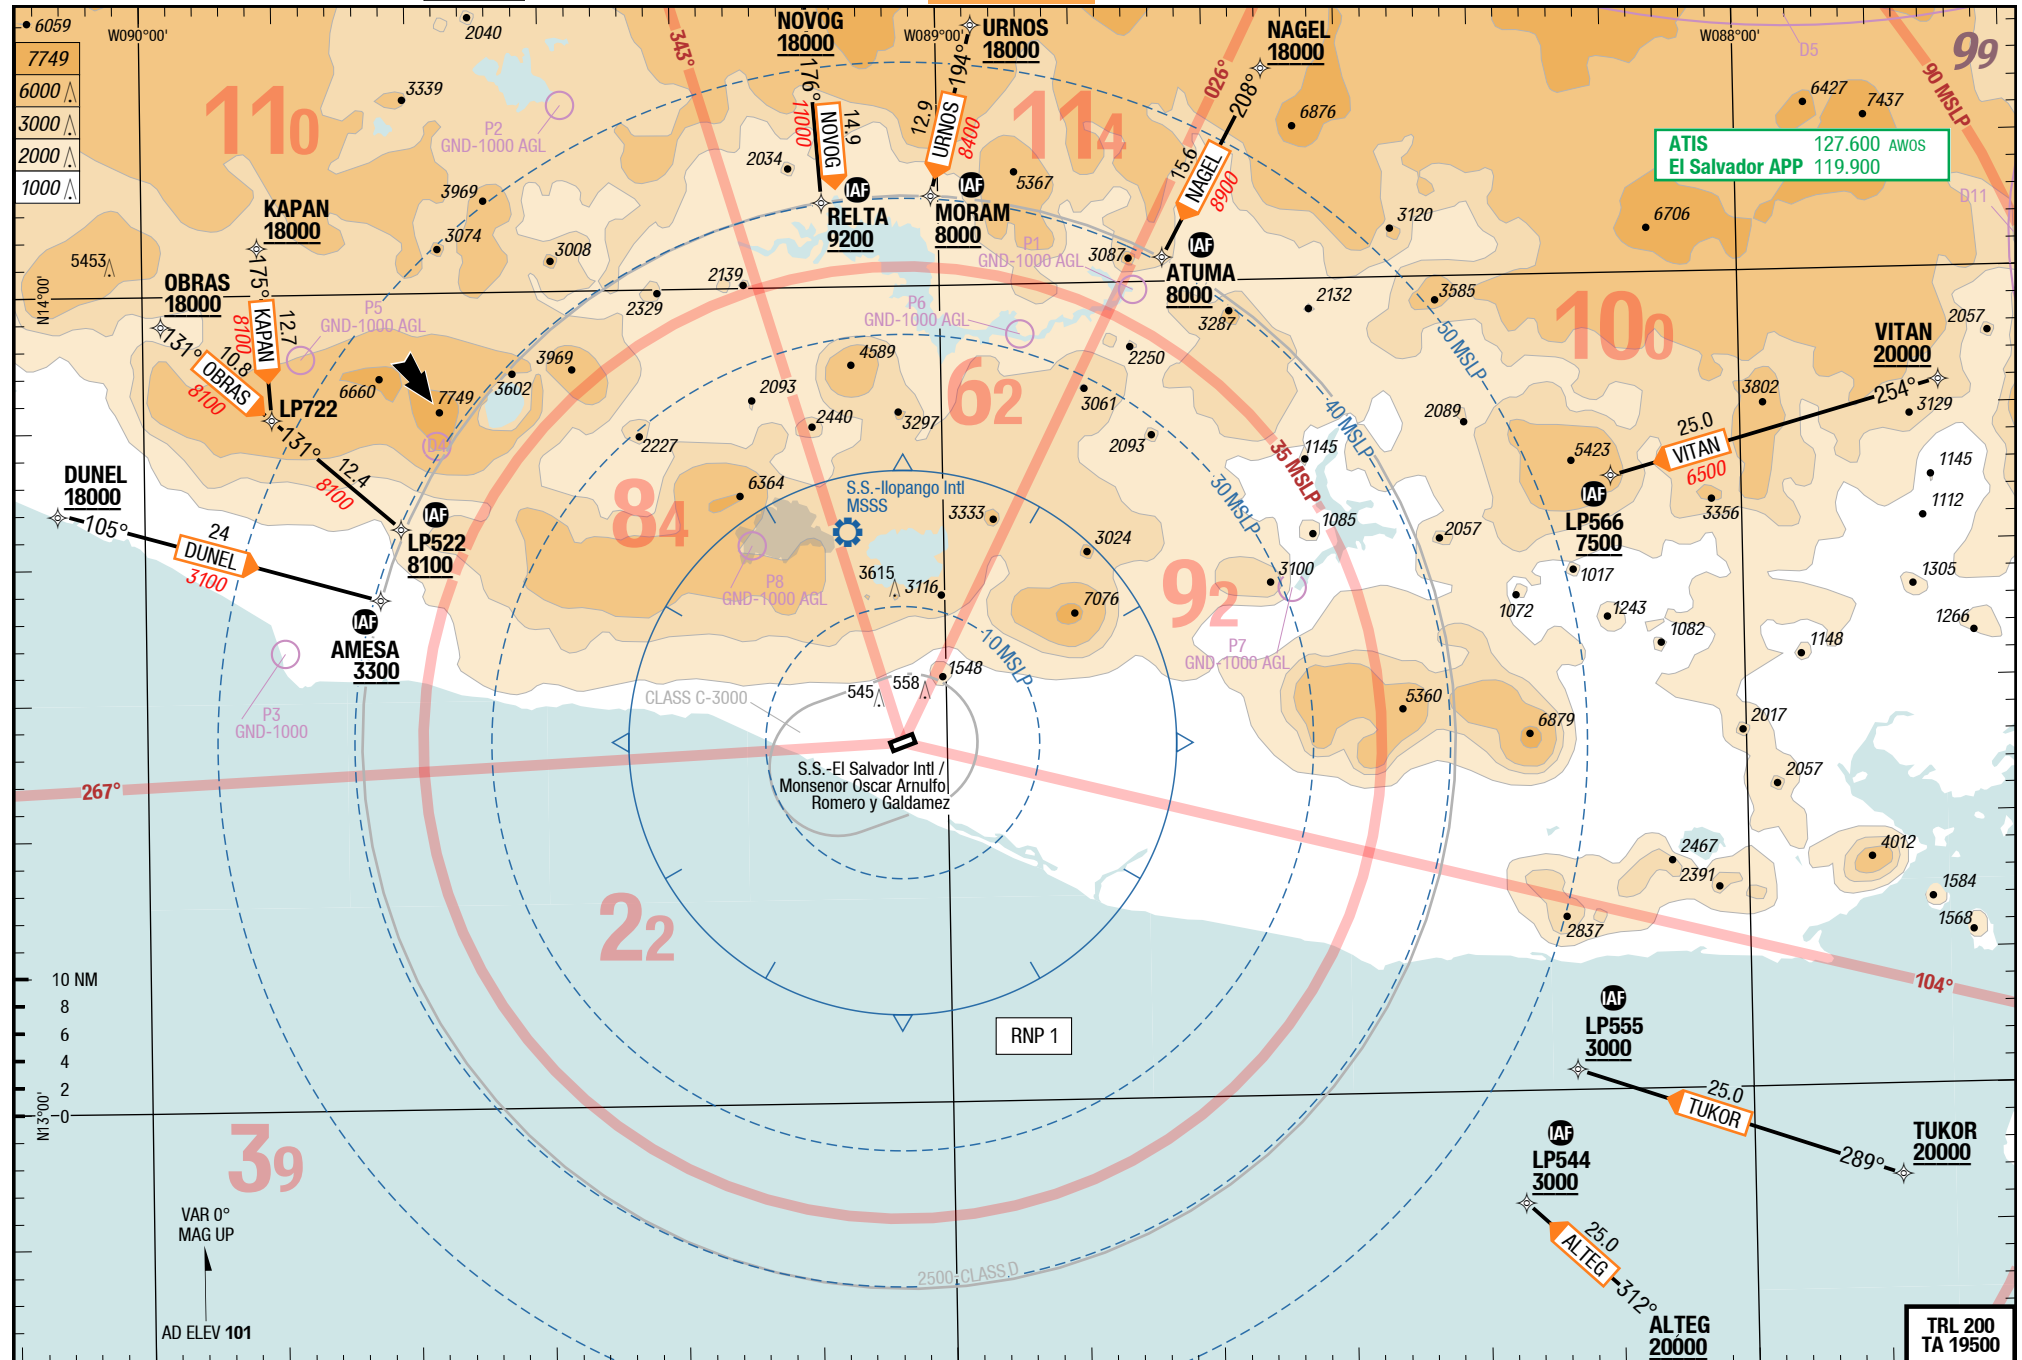 6059
7749
6000
3000
2000
1000
W090°00'
2040
343°
NOVOG
18000
W089°00'
URNOS
18000
NAGEL
18000
W088°00'
D5
99
90 MSLP
3339
110
P2
GND-1000 AGL
176°
11000
NOVOG
14.9
2034
194°
12.9
URNOS
8400
114
5367
026°
208°
15.6
NAGEL
8900
6876
6427
7437
ATIS 127.600 AWOS
El Salvador APP 119.900
D11
3969
KAPAN
18000
3074
3008
5453
IAF
RELTA
9200
IAF
MORAM
8000
P1
GND-1000 AGL
3087
IAF
ATUMA
8000
3120
6706
N14°00'
OBRAS
18000
175°
KAPAN
8100
12.7
P5
GND-1000 AGL
2139
2329
P6
GND-1000 AGL
3287
2132
3585
100
50 MSLP
2057
VITAN
20000
131°
10.8
OBRAS
8100
LP722
6660
7749
3602
3969
4589
2093
2440
3297
62
2250
3061
2093
40 MSLP
2089
3802
254°
3129
25.0
VITAN
6500
5423
D4
2227
131°
12.4
8100
DUNEL
18000
105°
24
DUNEL
3100
IAF
LP522
8100
84
6364
S.S.-Ilopango Intl
MSSS
3333
3024
1145
35 MSLP
30 MSLP
1085
2057
IAF
LP566
7500
3356
1145
1112
P8
GND-1000 AGL
3615
3116
7076
92
3100
1017
1072
1243
1082
1148
1305
1266
IAF
AMESA
3300
P3
GND-1000
10 MSLP
1548
545
558
CLASS C-3000
P7
GND-1000 AGL
5360
6879
2017
2057
267°
S.S.-El Salvador Intl /
Monsenor Oscar Arnulfo
Romero y Galdamez
2467
2391
2837
4012
1584
1568
104°
22
10 NM
8
6
4
2
0
N13°00'
RNP 1
IAF
LP555
3000
25.0
TUKOR
289°
TUKOR
20000
39
IAF
LP544
3000
25.0
ALTEG
312°
ALTEG
20000
VAR 0°
MAG UP
AD ELEV 101
2500-CLASS D
TRL 200
TA 19500